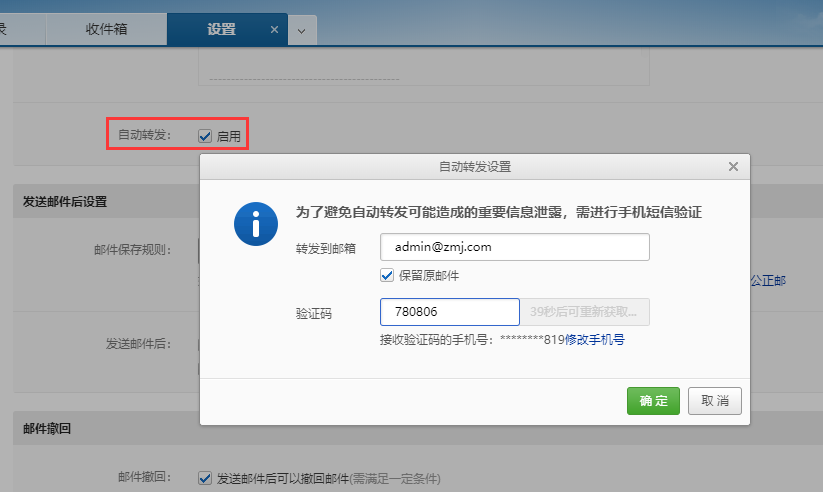 录 收件箱 设置
自动转发： 启用
自动转发设置
为了避免自动转发可能造成的重要信息泄露，需进行手机短信验证
转发到邮箱 admin@zmj.com
保留原邮件
验证码 780806 39秒后可重新获取...
接收验证码的手机号：********819修改手机号
确定 取消
发送邮件后设置
邮件保存规则：
公正邮
发送邮件后：
邮件撤回
邮件撤回： 发送邮件后可以撤回邮件(需满足一定条件)